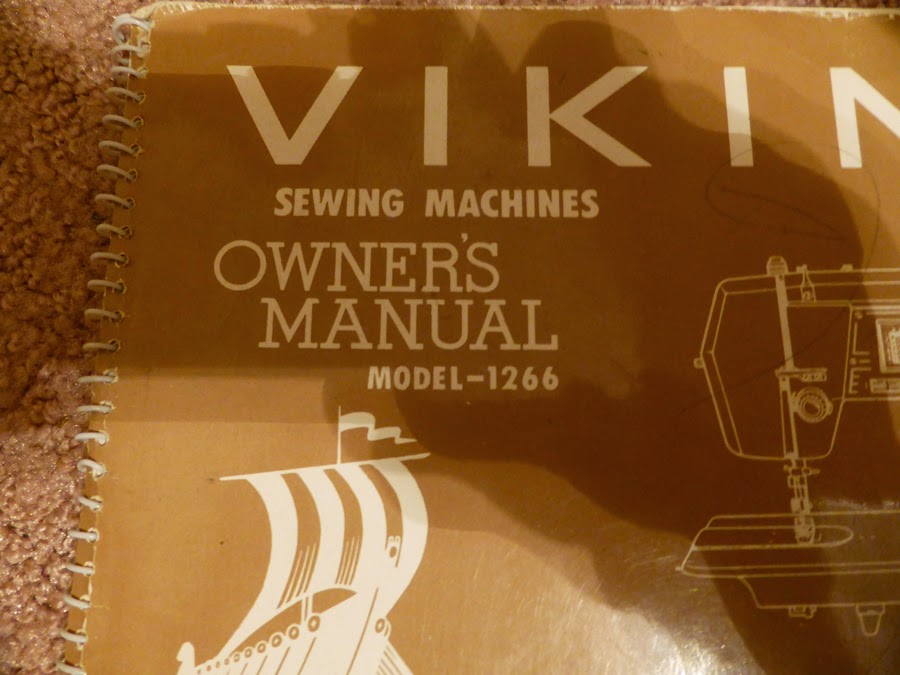 VIKIN
SEWING MACHINES
OWNER'S
MANUAL
MODEL-1266